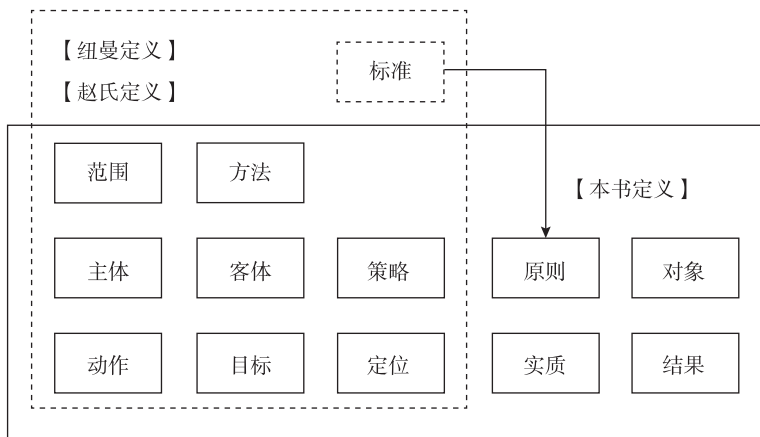 【纽曼定义】
标准
【赵氏定义】
范围 方法
【本书定义】
主体 客体 策略 原则 对象
动作 目标 定位 实质 结果